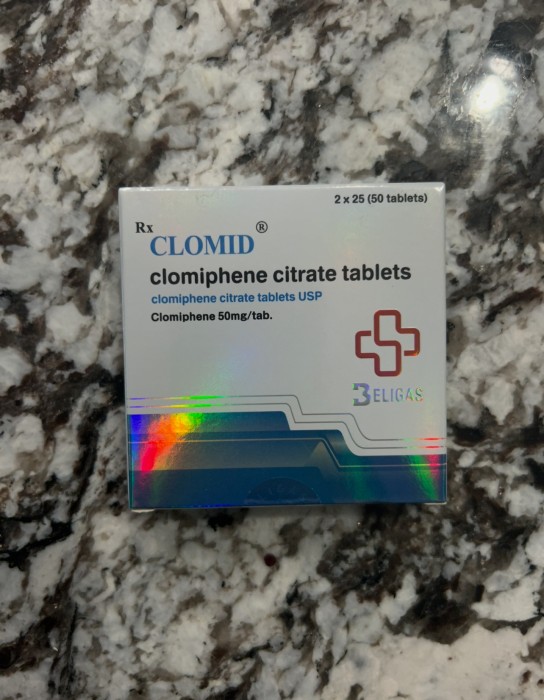 2 x 25 (50 tablets)
Rx
CLOMID®
clomiphene citrate tablets
clomiphene citrate tablets USP
Clomiphene 50mg/tab.
BELIGAS